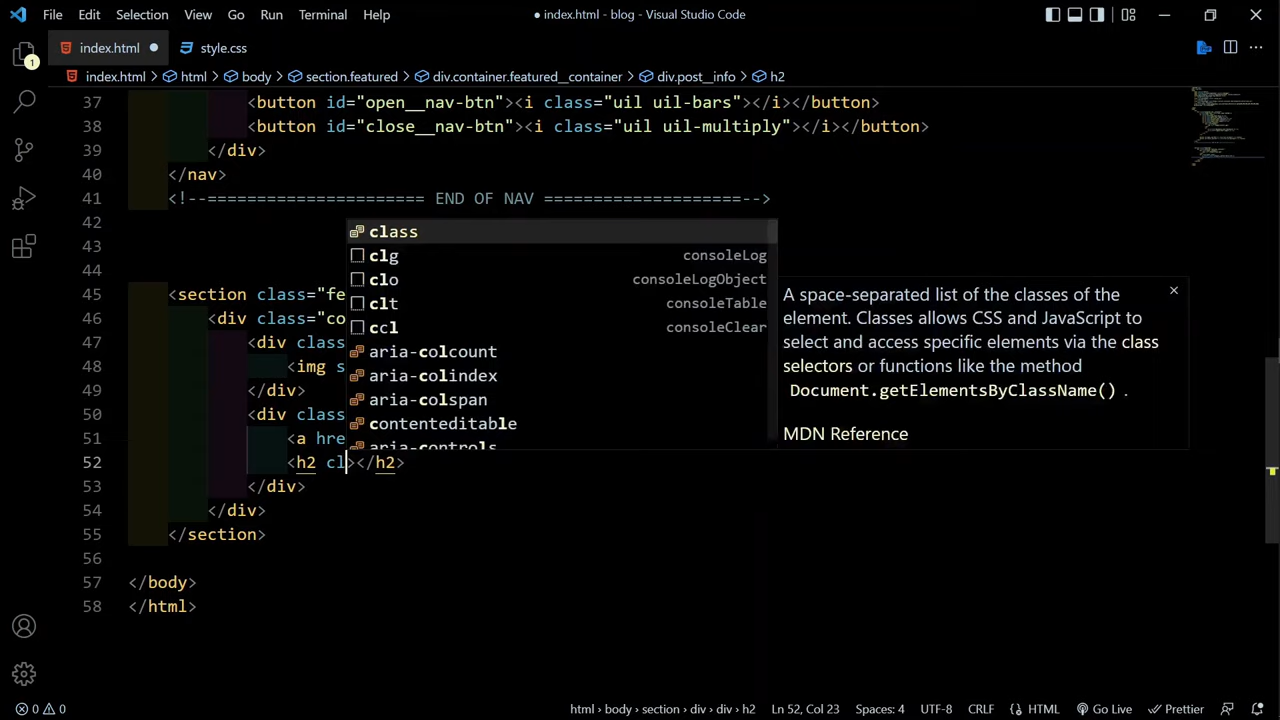 File Edit Selection View Go Run Terminal Help
● index.html - blog - Visual Studio Code
index.html ● style.css
index.html > html > body > section.featured > div.container.featured__container > div.post__info > h2
1
37 <button id="open__nav-btn"><i class="uil uil-bars"></i></button>
38 <button id="close__nav-btn"><i class="uil uil-multiply"></i></button>
39 </div>
40 </nav>
41 <!--====================== END OF NAV ====================-->
42
43
44
45 <section class="fe
46 <div class="co
47 <div class
48 <img s
49 </div>
50 <div class
51 <a hre
52 <h2 cl></h2>
53 </div>
54 </div>
55 </section>
56
57 </body>
58 </html>
class
clg consoleLog
clo consoleLogObject
clt consoleTable
ccl consoleClear
aria-colcount
aria-colindex
aria-colspan
contenteditable
aria-controls
A space-separated list of the classes of the
element. Classes allows CSS and JavaScript to
select and access specific elements via the class
selectors or functions like the method
Document.getElementsByClassName() .
MDN Reference
0 0
html > body > section > div > div > h2 Ln 52, Col 23 Spaces: 4 UTF-8 CRLF HTML Go Live Prettier